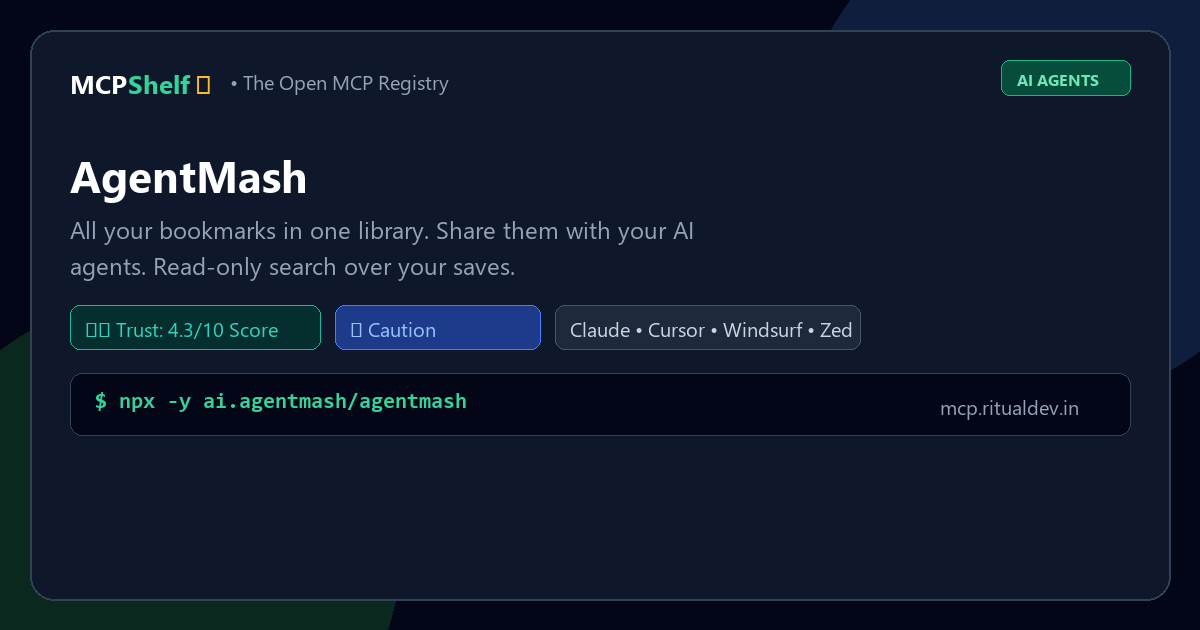 MCPShelf • The Open MCP Registry
AI AGENTS
AgentMash
All your bookmarks in one library. Share them with your AI
agents. Read-only search over your saves.
Trust: 4.3/10 Score
Caution
Claude • Cursor • Windsurf • Zed
$ npx -y ai.agentmash/agentmash
mcp.ritualdev.in